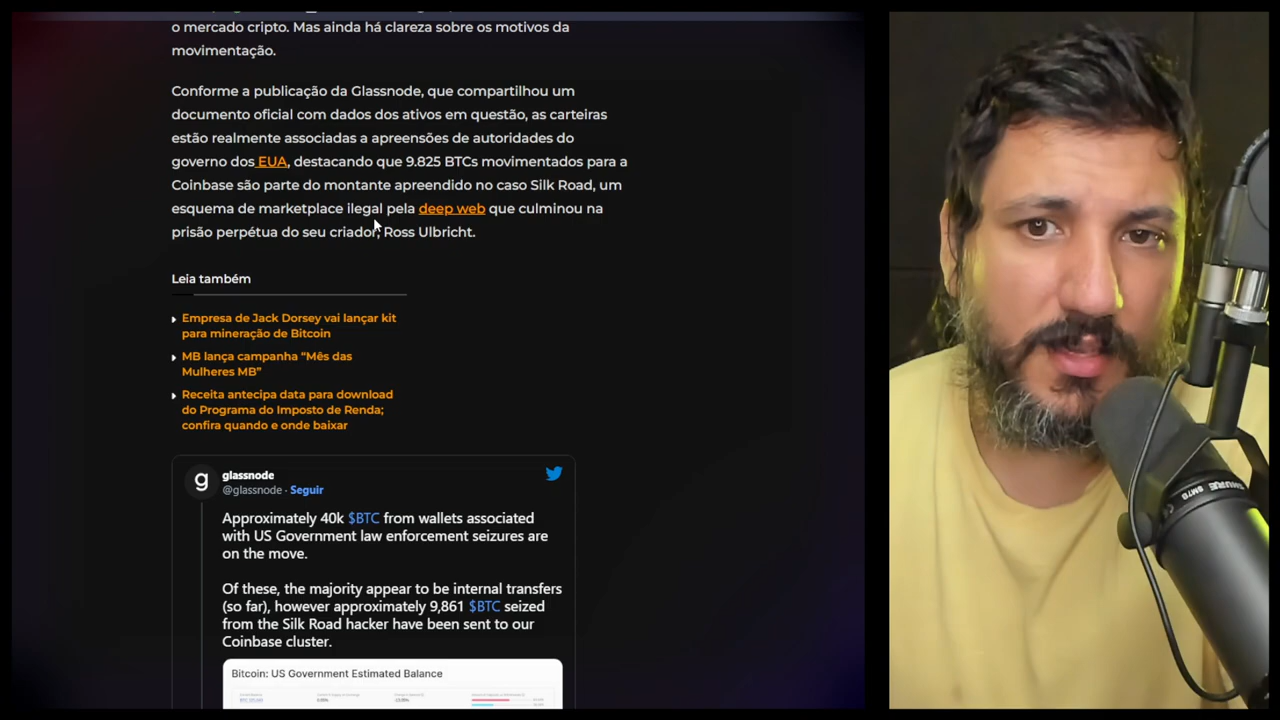 o mercado cripto. Mas ainda há clareza sobre os motivos da
movimentação.
Conforme a publicação da Glassnode, que compartilhou um
documento oficial com dados dos ativos em questão, as carteiras
estão realmente associadas a apreensões de autoridades do
governo dos EUA, destacando que 9.825 BTCs movimentados para a
Coinbase são parte do montante apreendido no caso Silk Road, um
esquema de marketplace ilegal pela deep web que culminou na
prisão perpétua do seu criador, Ross Ulbricht.
Leia também
Empresa de Jack Dorsey vai lançar kit
para mineração de Bitcoin
MB lança campanha “Mês das
Mulheres MB”
Receita antecipa data para download
do Programa do Imposto de Renda;
confira quando e onde baixar
g glassnode
@glassnode · Seguir
Approximately 40k $BTC from wallets associated
with US Government law enforcement seizures are
on the move.
Of these, the majority appear to be internal transfers
(so far), however approximately 9,861 $BTC seized
from the Silk Road hacker have been sent to our
Coinbase cluster.
Bitcoin: US Government Estimated Balance
SHURE SM7B